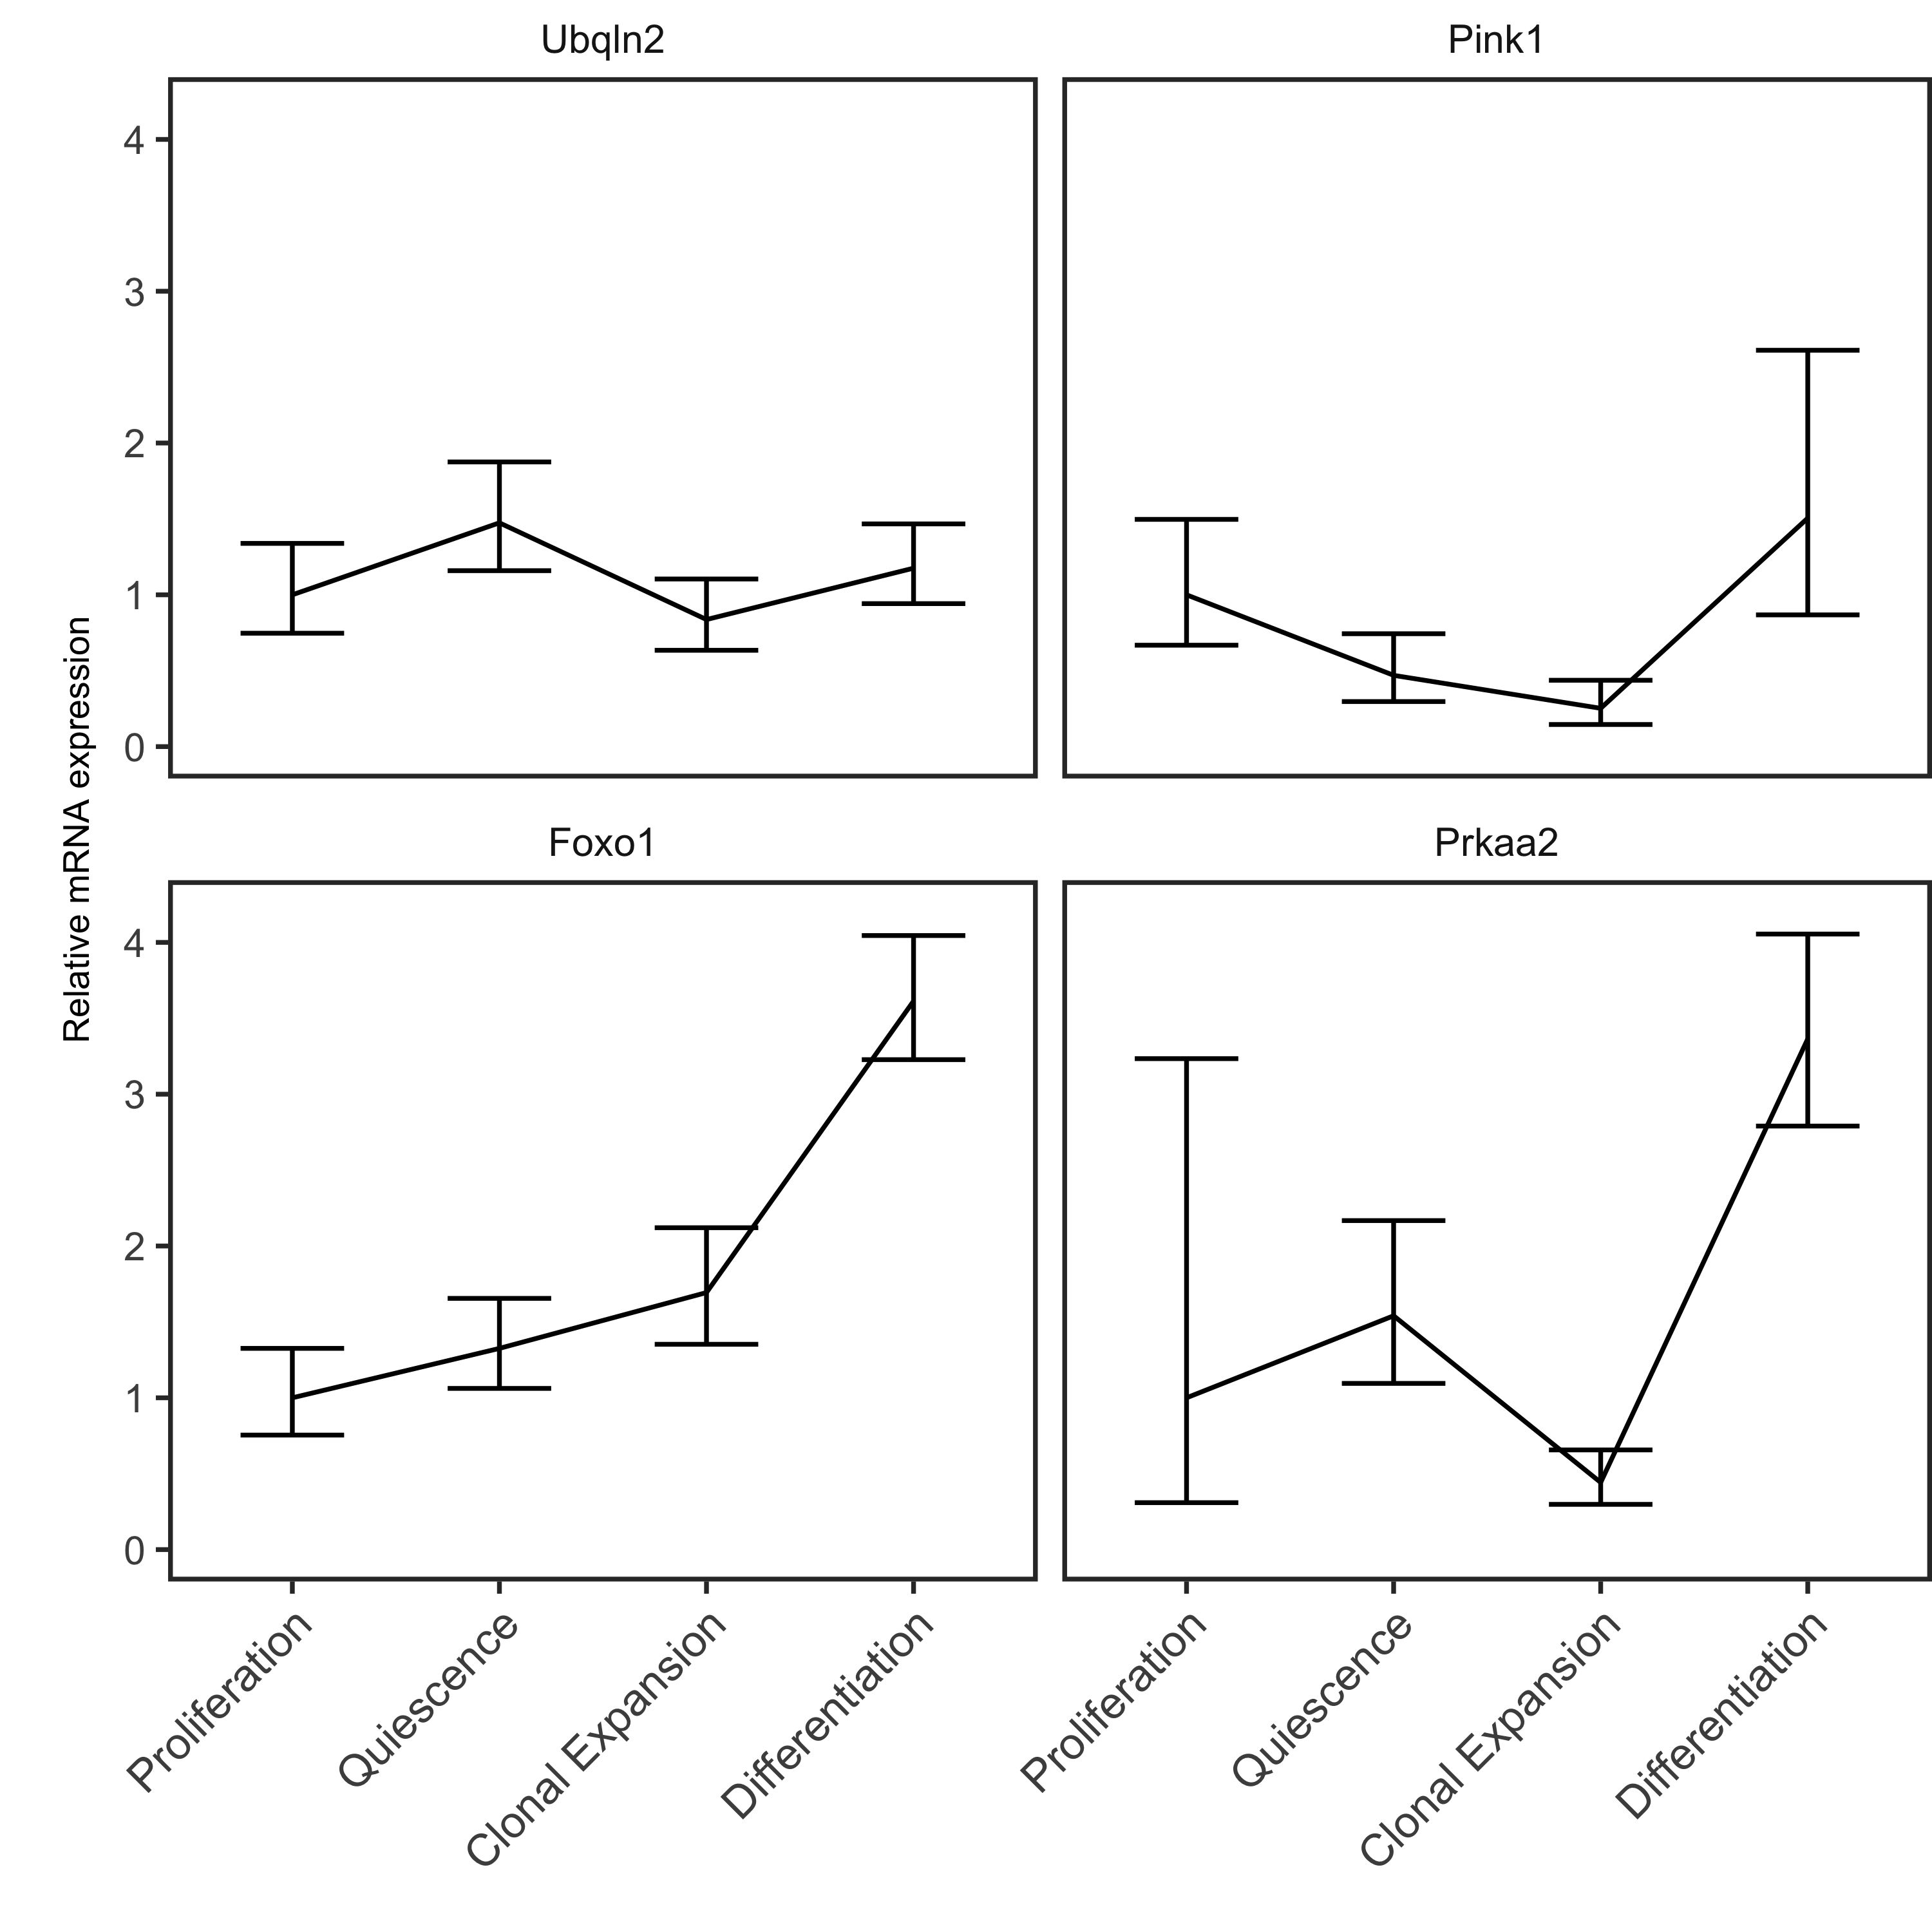 Ubqln2
Pink1
4
3
2
1
0
Relative mRNA expression
Foxo1
Prkaa2
4
3
2
1
0
Proliferation
Quiescence
Clonal Expansion
Differentiation
Proliferation
Quiescence
Clonal Expansion
Differentiation